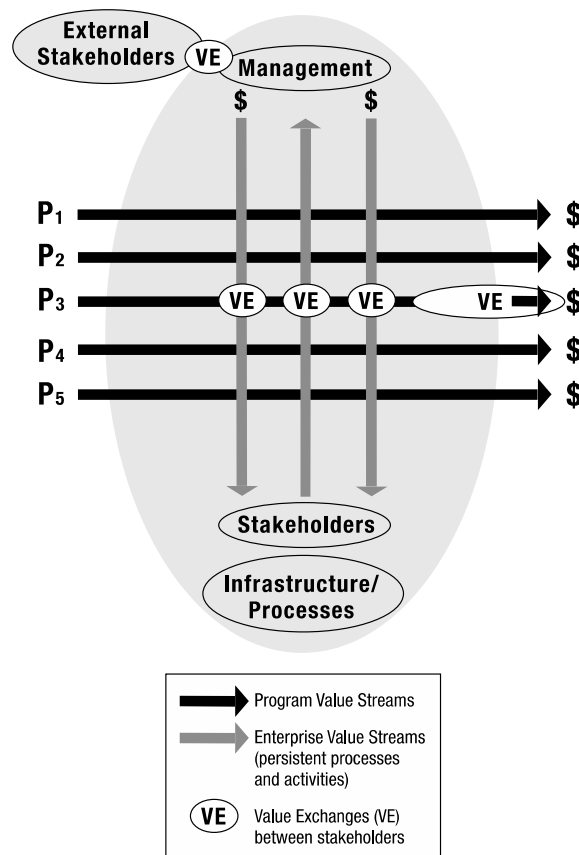 External
Stakeholders
VE
Management
$ $
P1 $
P2 $
P3 VE VE VE VE $
P4 $
P5 $
Stakeholders
Infrastructure/
Processes
Program Value Streams
Enterprise Value Streams
(persistent processes
and activities)
VE Value Exchanges (VE)
between stakeholders